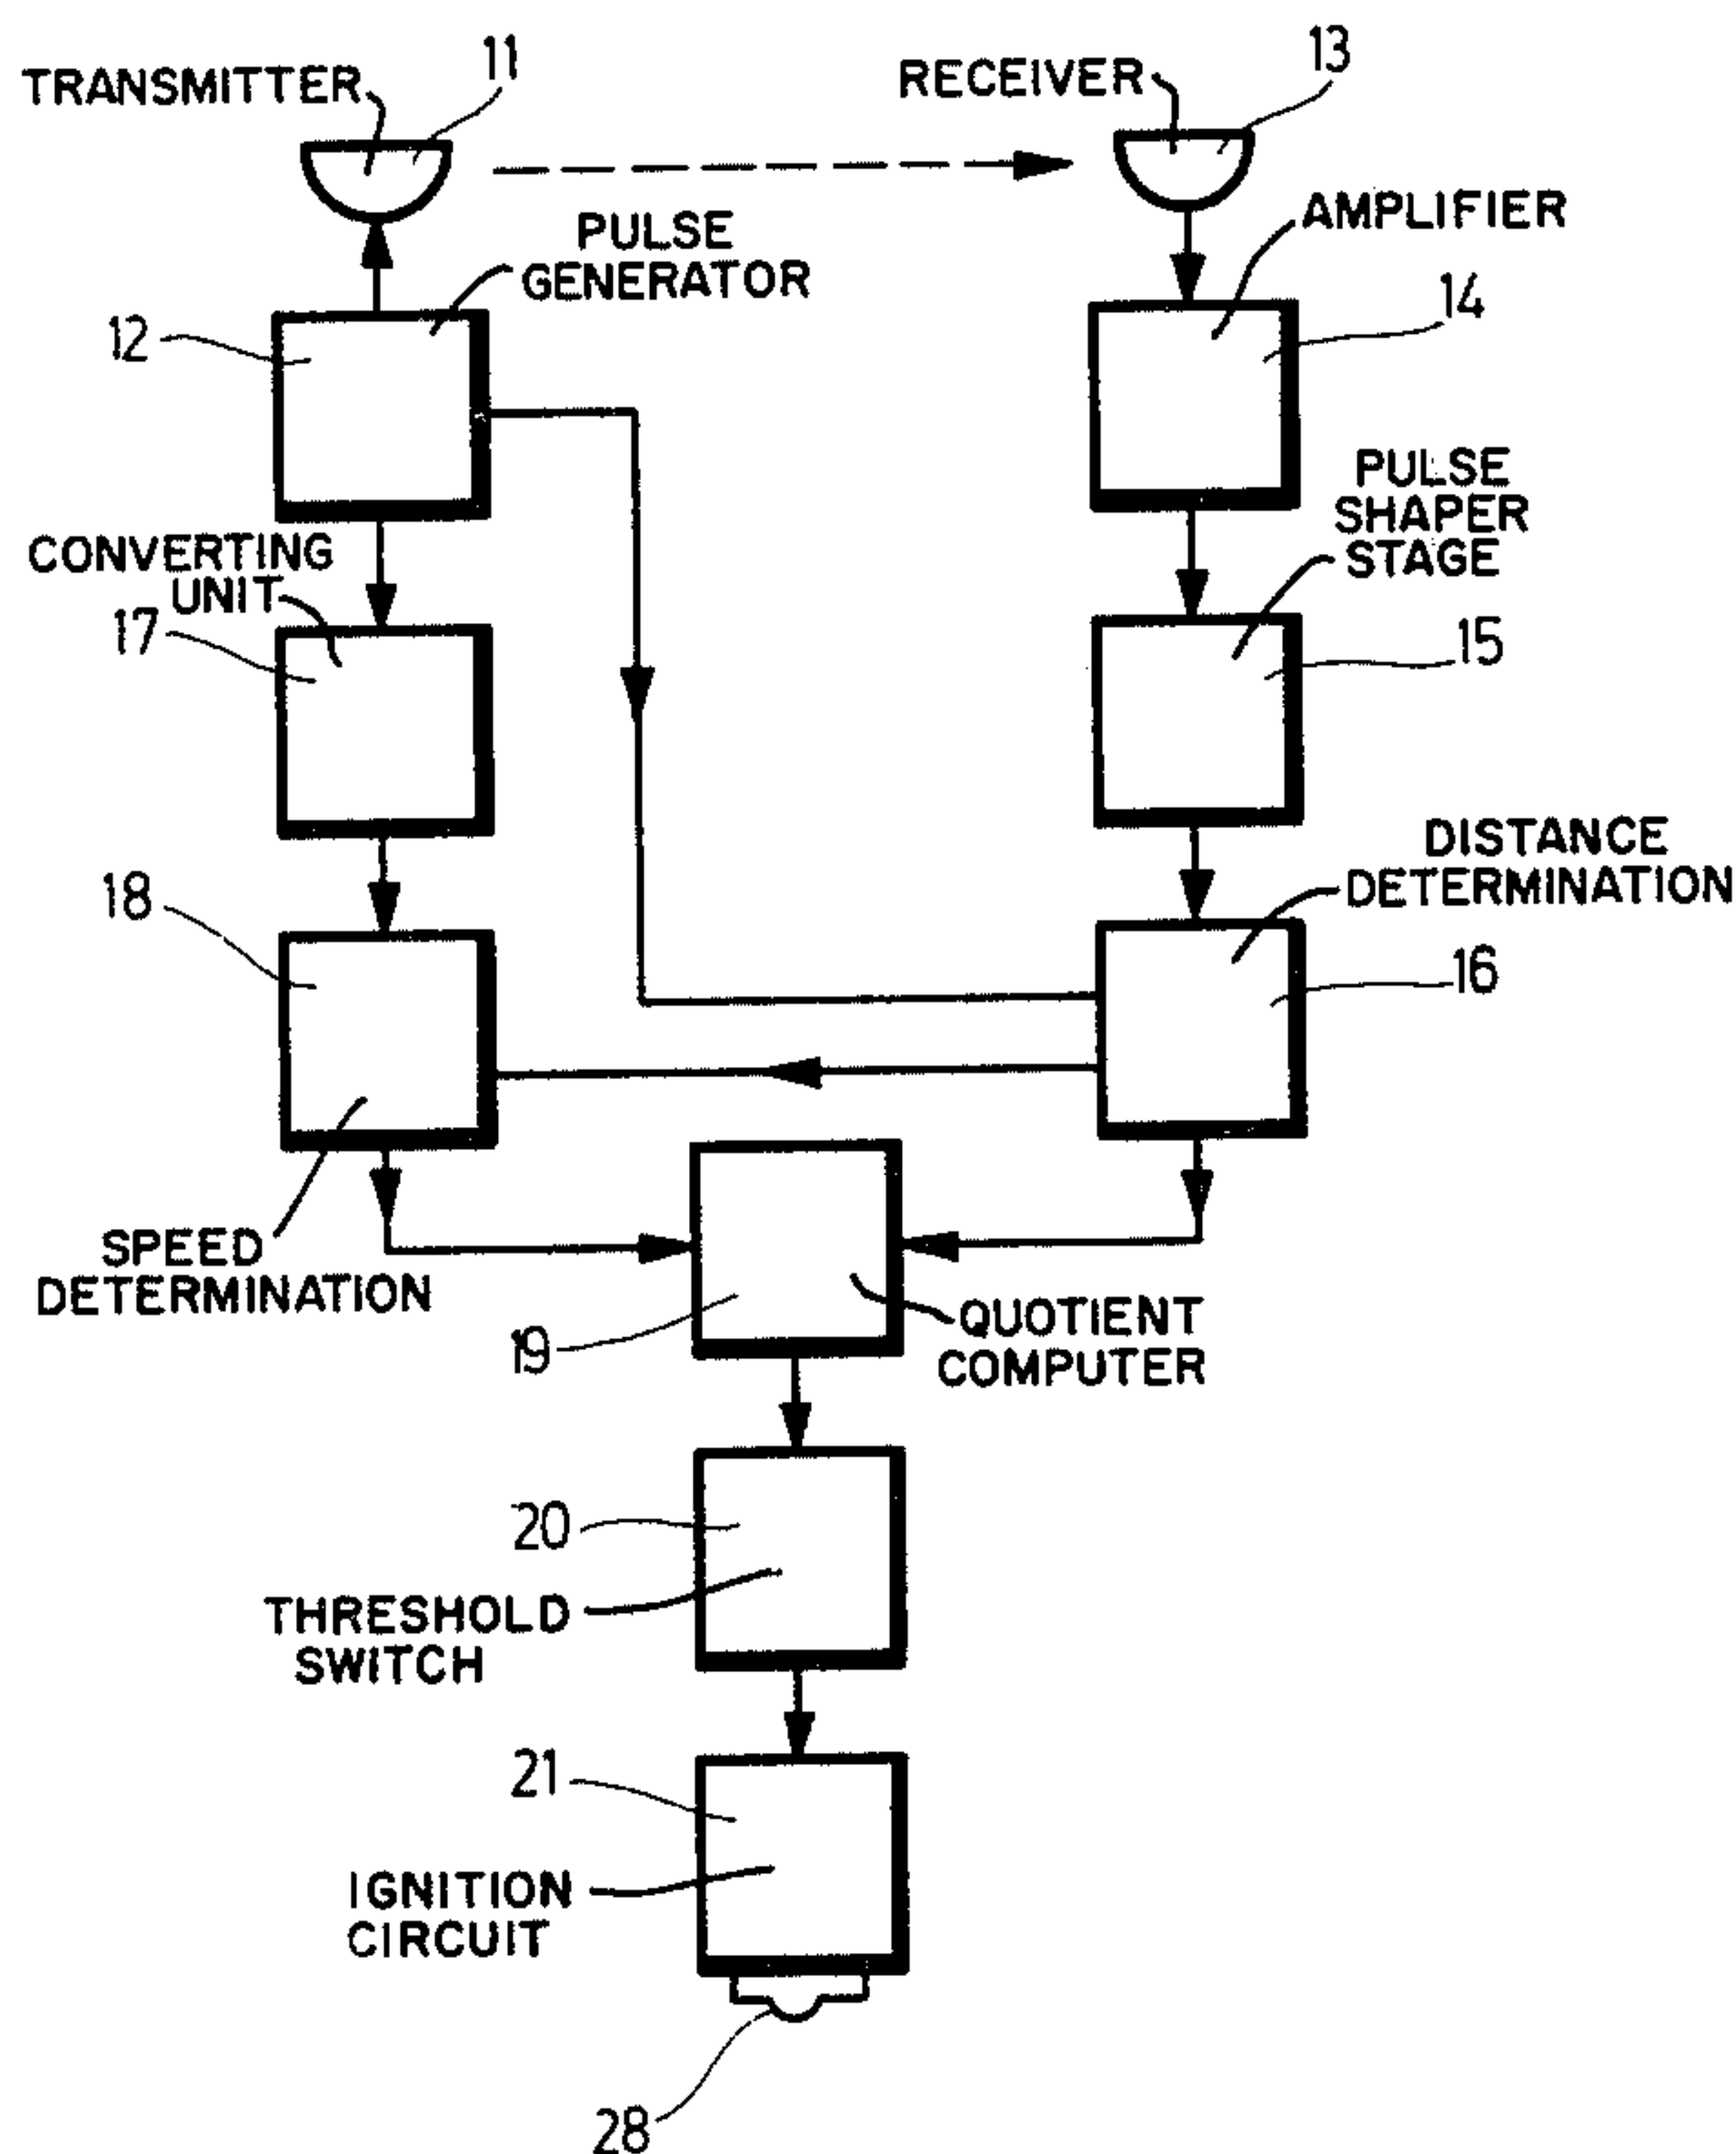 TRANSMITTER
11
RECEIVER
13
PULSE
GENERATOR
12
AMPLIFIER
14
CONVERTING
UNIT
17
PULSE
SHAPER
STAGE
15
18
DISTANCE
DETERMINATION
16
SPEED
DETERMINATION
19
QUOTIENT
COMPUTER
20
THRESHOLD
SWITCH
21
IGNITION
CIRCUIT
28